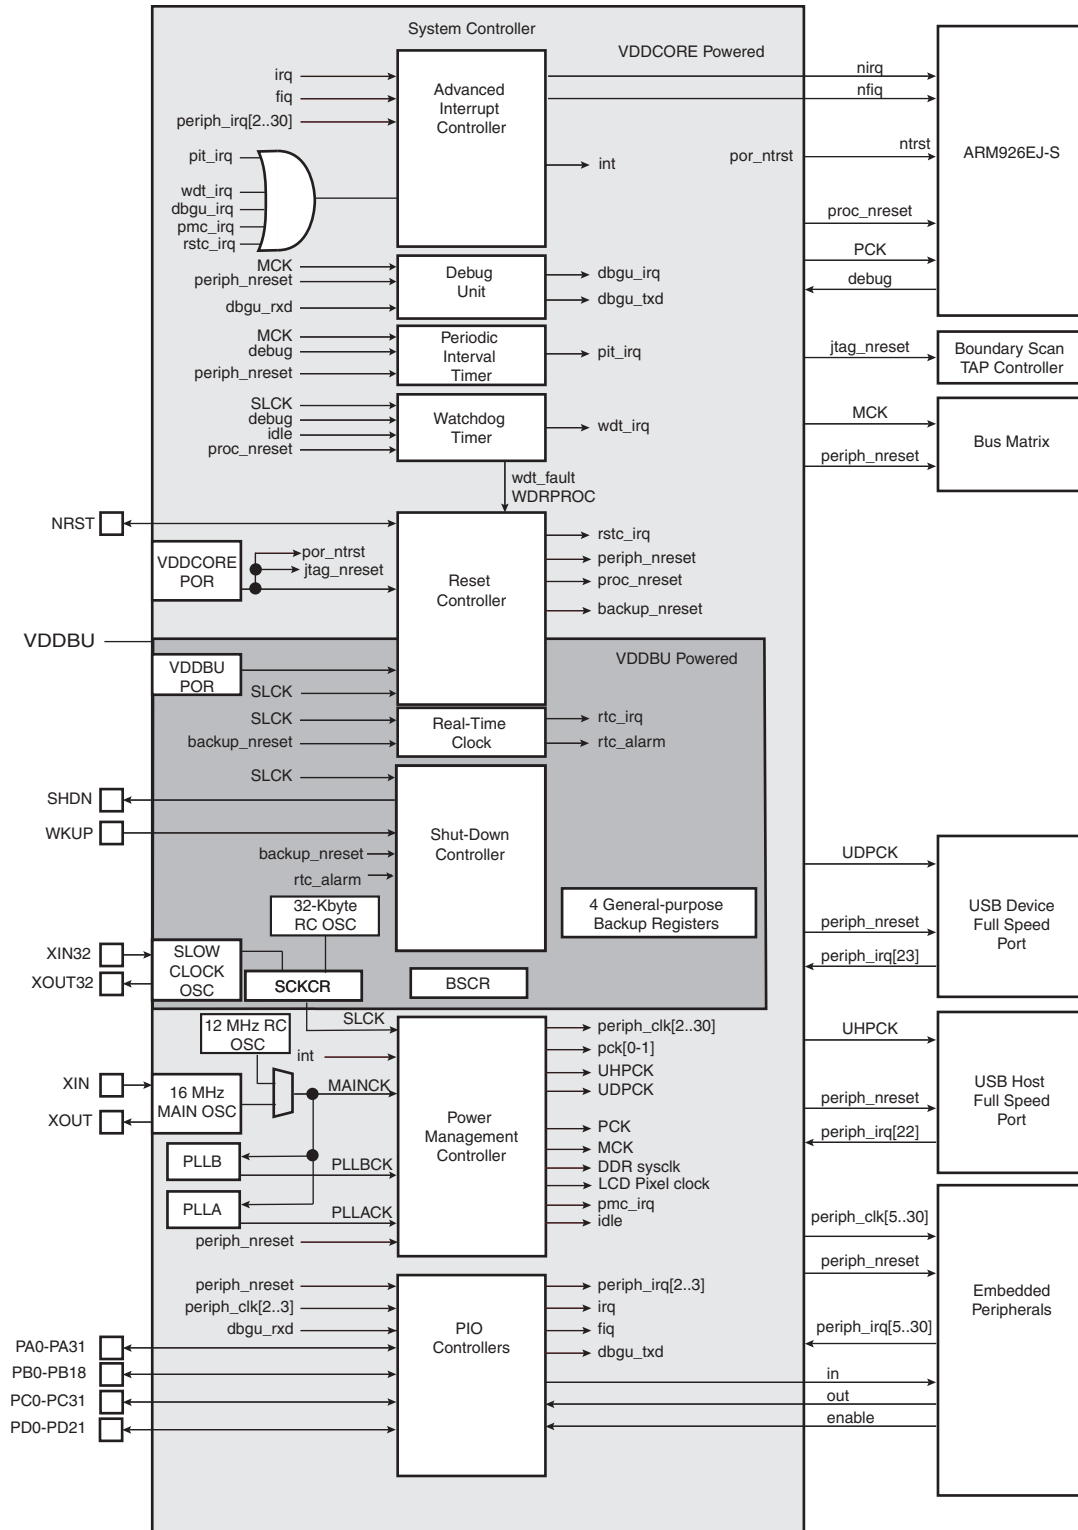 System Controller
VDDCORE Powered
irq
fiq
periph_irq[2..30]
pit_irq
wdt_irq
dbgu_irq
pmc_irq
rstc_irq
Advanced
Interrupt
Controller
int
por_ntrst
nirq
nfiq
ntrst
proc_nreset
PCK
debug
ARM926EJ-S
MCK
periph_nreset
dbgu_rxd
Debug
Unit
dbgu_irq
dbgu_txd
MCK
debug
periph_nreset
Periodic
Interval
Timer
pit_irq
jtag_nreset
Boundary Scan
TAP Controller
SLCK
debug
idle
proc_nreset
Watchdog
Timer
wdt_irq
MCK
periph_nreset
Bus Matrix
wdt_fault
WDRPROC
NRST
VDDCORE
POR
por_ntrst
jtag_nreset
Reset
Controller
rstc_irq
periph_nreset
proc_nreset
backup_nreset
VDDBU
VDDBU Powered
VDDBU
POR
SLCK
SLCK
backup_nreset
Real-Time
Clock
rtc_irq
rtc_alarm
SLCK
SHDN
WKUP
backup_nreset
rtc_alarm
Shut-Down
Controller
4 General-purpose
Backup Registers
UDPCK
periph_nreset
periph_irq[23]
USB Device
Full Speed
Port
32-Kbyte
RC OSC
XIN32
XOUT32
SLOW
CLOCK
OSC
SCKCR
BSCR
12 MHz RC
OSC
SLCK
int
XIN
XOUT
16 MHz
MAIN OSC
MAINCK
PLLB
PLLBCK
PLLA
PLLACK
periph_nreset
Power
Management
Controller
periph_clk[2..30]
pck[0-1]
UHPCK
UDPCK
PCK
MCK
DDR sysclk
LCD Pixel clock
pmc_irq
idle
UHPCK
periph_nreset
periph_irq[22]
USB Host
Full Speed
Port
periph_nreset
periph_clk[2..3]
dbgu_rxd
PA0-PA31
PB0-PB18
PC0-PC31
PD0-PD21
PIO
Controllers
periph_irq[2..3]
irq
fiq
dbgu_txd
periph_clk[5..30]
periph_nreset
periph_irq[5..30]
in
out
enable
Embedded
Peripherals